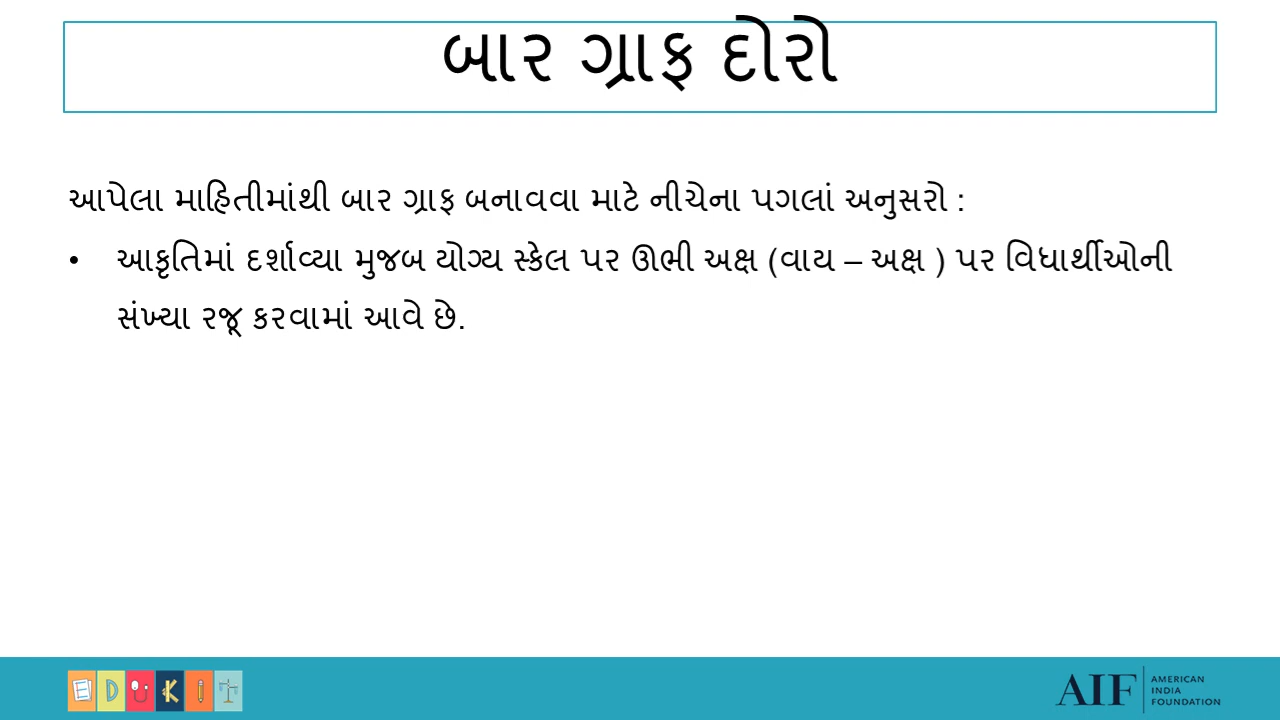 બાર ગ્રાફ દોરો
આપેલા માહિતીમાંથી બાર ગ્રાફ બનાવવા માટે નીચેના પગલાં અનુસરો :
• આકૃતિમાં દર્શાવ્યા મુજબ યોગ્ય સ્કેલ પર ઊભી અક્ષ (વાય – અક્ષ ) પર વિધાર્થીઓની
સંખ્યા રજૂ કરવામાં આવે છે.
EDUKIT
AIF AMERICAN
INDIA
FOUNDATION